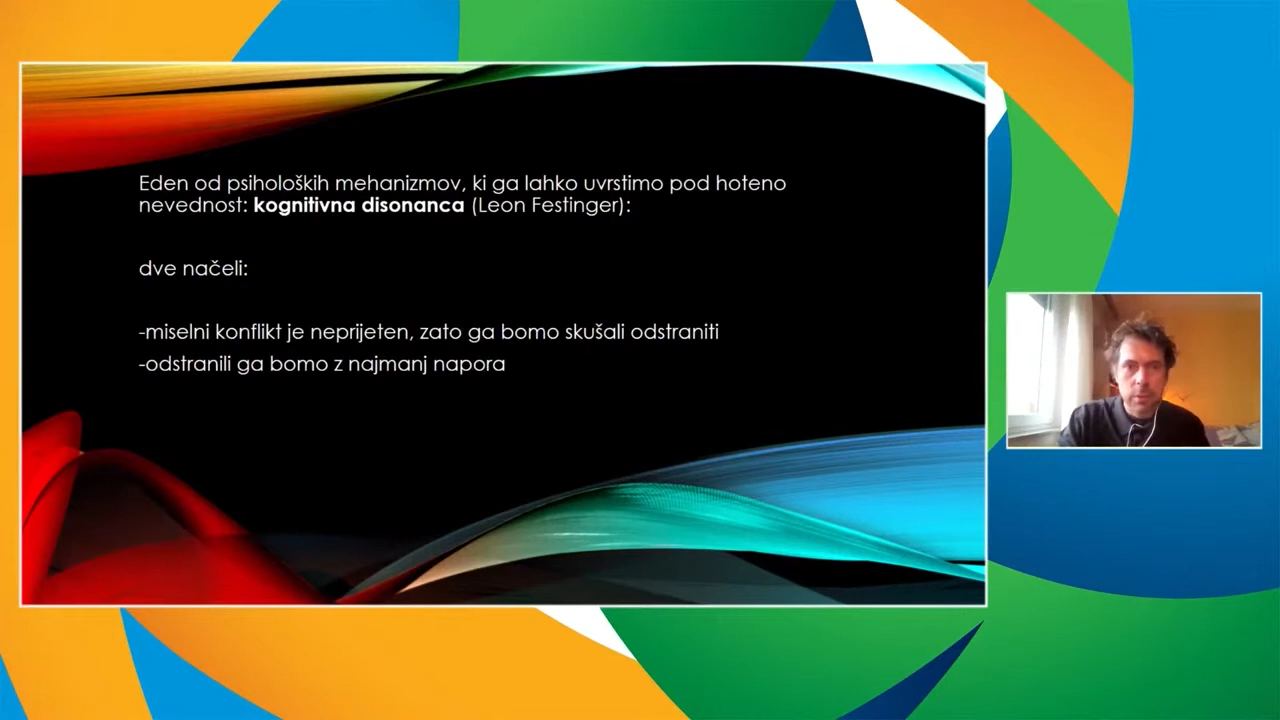 Eden od psiholoških mehanizmov, ki ga lahko uvrstimo pod hoteno
nevednost: kognitivna disonanca (Leon Festinger):
dve načeli:
-miselni konflikt je neprijeten, zato ga bomo skušali odstraniti
-odstranili ga bomo z najmanj napora